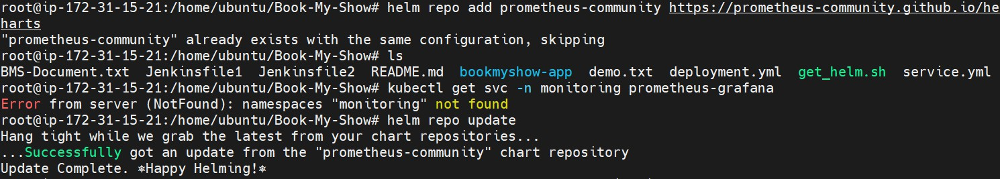 root@ip-172-31-15-21:/home/ubuntu/Book-My-Show# helm repo add prometheus-community https://prometheus-community.github.io/he
harts
"prometheus-community" already exists with the same configuration, skipping
root@ip-172-31-15-21:/home/ubuntu/Book-My-Show# ls
BMS-Document.txt  Jenkinsfile1  Jenkinsfile2  README.md  bookmyshow-app  demo.txt  deployment.yml  get_helm.sh  service.yml
root@ip-172-31-15-21:/home/ubuntu/Book-My-Show# kubectl get svc -n monitoring prometheus-grafana
Error from server (NotFound): namespaces "monitoring" not found
root@ip-172-31-15-21:/home/ubuntu/Book-My-Show# helm repo update
Hang tight while we grab the latest from your chart repositories...
...Successfully got an update from the "prometheus-community" chart repository
Update Complete. ⎈Happy Helming!⎈